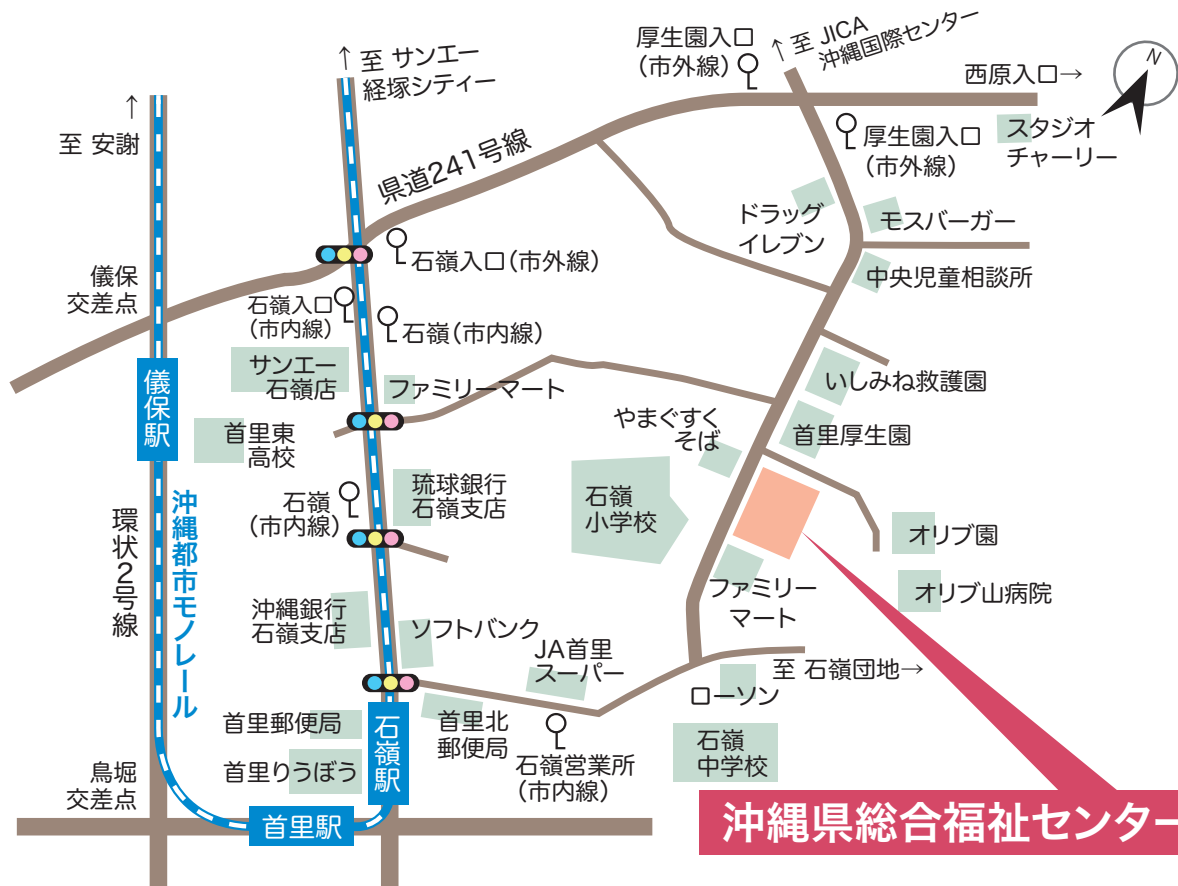 ↑ 至 サンエー
経塚シティー
↑
至 安謝
厚生園入口
(市外線)
↑ 至 JICA
沖縄国際センター
西原入口→
N
県道241号線
厚生園入口
(市外線)
スタジオ
チャーリー
ドラッグ
イレブン
モスバーガー
中央児童相談所
石嶺入口(市外線)
儀保
交差点
石嶺入口
(市内線)
石嶺(市内線)
サンエー
石嶺店
ファミリーマート
いしみね救護園
儀保駅
首里東
高校
やまぐすく
そば
首里厚生園
琉球銀行
石嶺支店
石嶺
(市内線)
石嶺
小学校
沖縄都市モノレール
環状2号線
オリブ園
オリブ山病院
ファミリー
マート
沖縄銀行
石嶺支店
ソフトバンク
JA首里
スーパー
至 石嶺団地→
ローソン
首里郵便局
石嶺駅
首里北
郵便局
石嶺
中学校
首里りうぼう
石嶺営業所
(市内線)
鳥堀
交差点
首里駅
沖縄県総合福祉センター